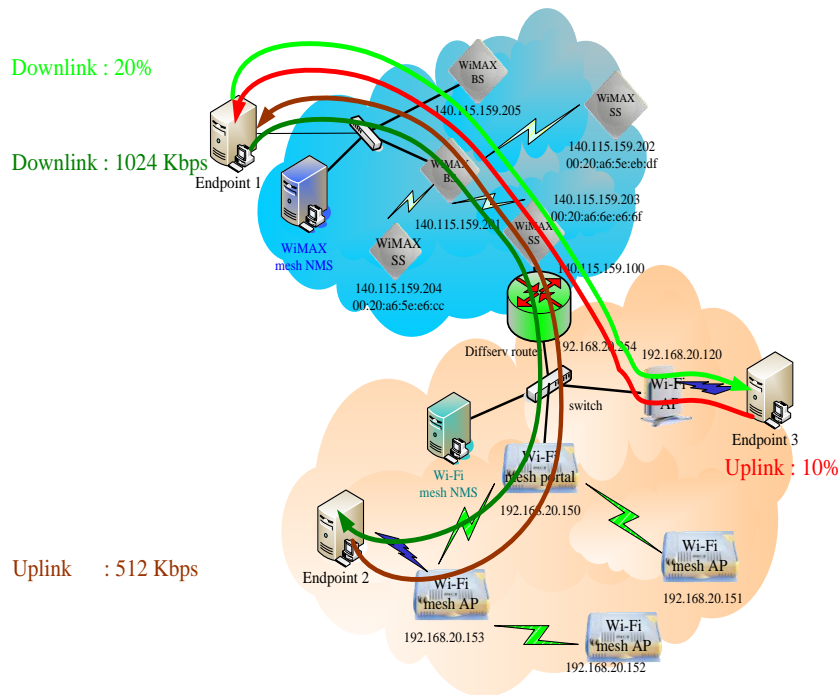 Downlink : 20%
WiMAX
BS
140.115.159.205
WiMAX
SS
140.115.159.202
00:20:a6:5e:eb:df
Downlink : 1024 Kbps
Endpoint 1
WiMAX
BS
140.115.159.201
140.115.159.203
00:20:a6:6e:e6:6f
WiMAX
SS
WiMAX
mesh NMS
WiMAX
SS
140.115.159.204
00:20:a6:5e:e6:cc
140.115.159.100
Diffserv route
92.168.20.254
192.168.20.120
Wi-Fi
AP
switch
Endpoint 3
Uplink : 10%
Wi-Fi
mesh NMS
Wi-Fi
mesh portal
192.168.20.150
Uplink : 512 Kbps
Endpoint 2
Wi-Fi
mesh AP
192.168.20.153
Wi-Fi
mesh AP
192.168.20.151
Wi-Fi
mesh AP
192.168.20.152